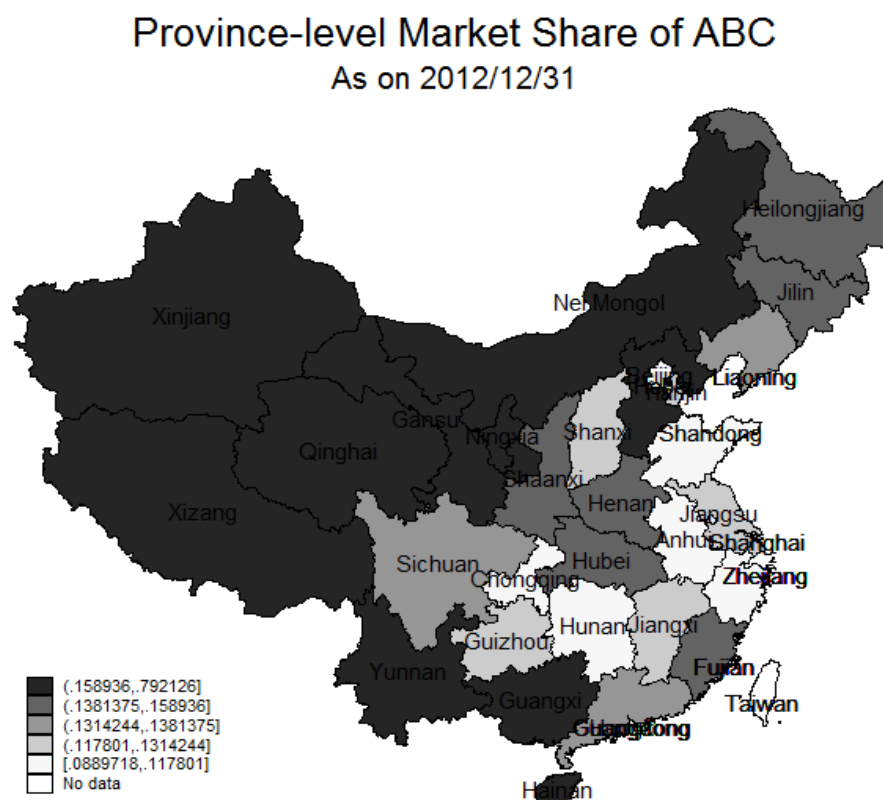 Province-level Market Share of ABC
As on 2012/12/31
Heilongjiang
Jilin
Nei Mongol
Xinjiang
Beijing
Liaoning
Tianjin
Gansu
Ningxia
Shanxi
Shandong
Qinghai
Shaanxi
Henan
Jiangsu
Xizang
Anhui
Shanghai
Sichuan
Hubei
Chongqing
Zhejiang
Guizhou
Hunan
Jiangxi
Yunnan
Fujian
Guangxi
Taiwan
Hainan
(.158936,.792126]
(.1381375,.158936]
(.1314244,.1381375]
(.117801,.1314244]
[.0889718,.117801]
No data